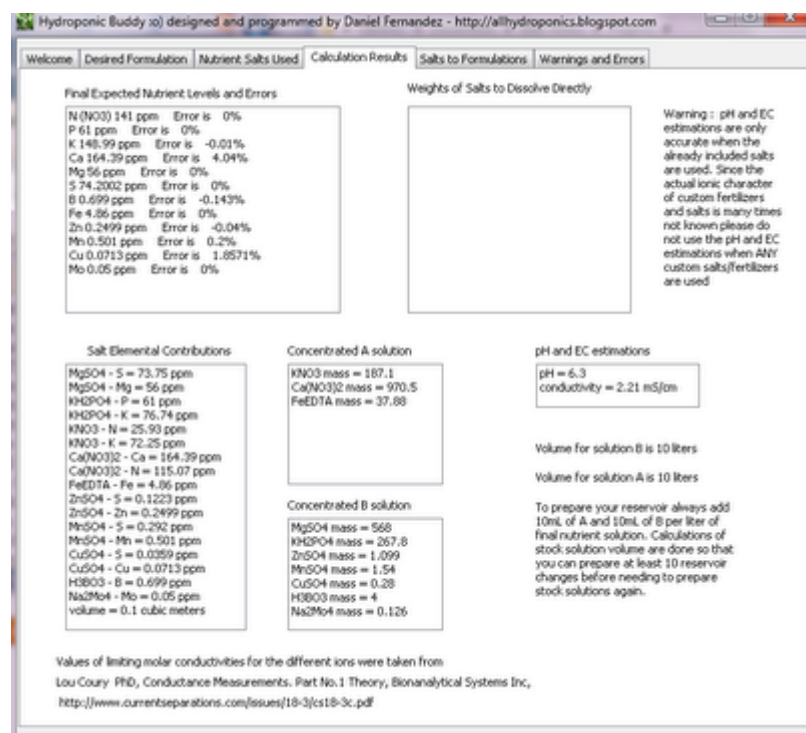 Hydroponic Buddy :o) designed and programmed by Daniel Fernandez - http://allhydroponics.blogspot.com
Welcome
Desired Formulation
Nutrient Salts Used
Calculation Results
Salts to Formulations
Warnings and Errors
Final Expected Nutrient Levels and Errors
N (NO3) 141 ppm Error is 0%
P 61 ppm Error is 0%
K 148.99 ppm Error is -0.01%
Ca 164.39 ppm Error is 4.04%
Mg 56 ppm Error is 0%
S 74.2002 ppm Error is 0%
B 0.699 ppm Error is -0.143%
Fe 4.86 ppm Error is 0%
Zn 0.2499 ppm Error is -0.04%
Mn 0.501 ppm Error is 0.2%
Cu 0.0713 ppm Error is 1.8571%
Mo 0.05 ppm Error is 0%
Weights of Salts to Dissolve Directly
Warning : pH and EC
estimations are only
accurate when the
already included salts
are used. Since the
actual ionic character
of custom fertilizers
and salts is many times
not known please do
not use the pH and EC
estimations when ANY
custom salts/fertilizers
are used
Salt Elemental Contributions
MgSO4 - S = 73.75 ppm
MgSO4 - Mg = 56 ppm
KH2PO4 - P = 61 ppm
KH2PO4 - K = 76.74 ppm
KNO3 - N = 25.93 ppm
KNO3 - K = 72.25 ppm
Ca(NO3)2 - Ca = 164.39 ppm
Ca(NO3)2 - N = 115.07 ppm
FeEDTA - Fe = 4.86 ppm
ZnSO4 - S = 0.1223 ppm
ZnSO4 - Zn = 0.2499 ppm
MnSO4 - S = 0.292 ppm
MnSO4 - Mn = 0.501 ppm
CuSO4 - S = 0.0359 ppm
CuSO4 - Cu = 0.0713 ppm
H3BO3 - B = 0.699 ppm
Na2Mo4 - Mo = 0.05 ppm
volume = 0.1 cubic meters
Concentrated A solution
KNO3 mass = 187.1
Ca(NO3)2 mass = 970.5
FeEDTA mass = 37.88
Concentrated B solution
MgSO4 mass = 568
KH2PO4 mass = 267.8
ZnSO4 mass = 1.099
MnSO4 mass = 1.54
CuSO4 mass = 0.28
H3BO3 mass = 4
Na2Mo4 mass = 0.126
pH and EC estimations
pH = 6.3
conductivity = 2.21 mS/cm
Volume for solution B is 10 liters
Volume for solution A is 10 liters
To prepare your reservoir always add
10mL of A and 10mL of B per liter of
final nutrient solution. Calculations of
stock solution volume are done so that
you can prepare at least 10 reservoir
changes before needing to prepare
stock solutions again.
Values of limiting molar conductivities for the different ions were taken from
Lou Coury PhD, Conductance Measurements. Part No.1 Theory, Bionanalytical Systems Inc,
http://www.currentseparations.com/issues/18-3/cs18-3c.pdf